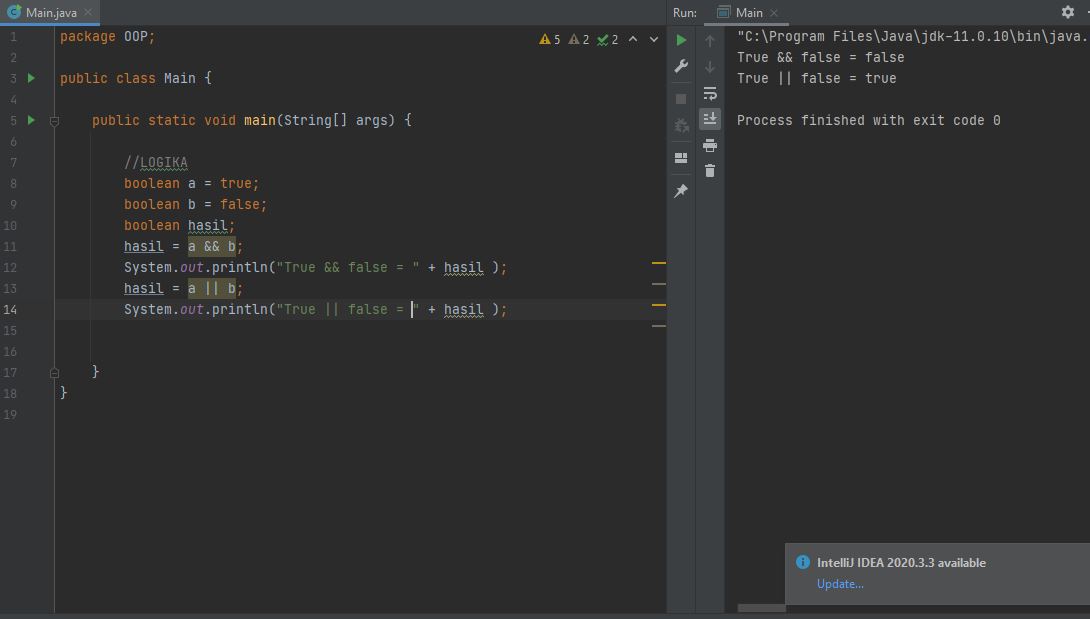 Main.java
5 2 2
1 package OOP;
2
3 public class Main {
4
5 public static void main(String[] args) {
6
7 //LOGIKA
8 boolean a = true;
9 boolean b = false;
10 boolean hasil;
11 hasil = a && b;
12 System.out.println("True && false = " + hasil );
13 hasil = a || b;
14 System.out.println("True || false = " + hasil );
15
16
17 }
18 }
19
Run: Main
"C:\Program Files\Java\jdk-11.0.10\bin\java.
True && false = false
True || false = true
Process finished with exit code 0
IntelliJ IDEA 2020.3.3 available
Update...